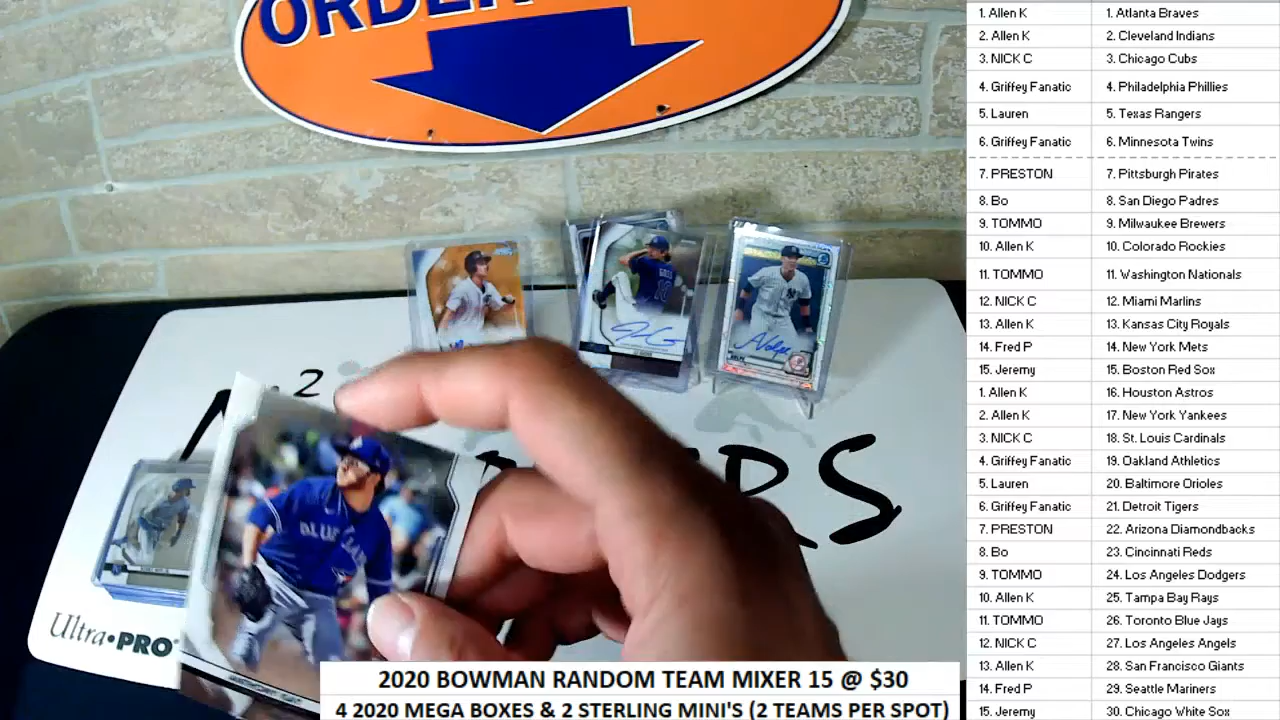 ORDER
1. Allen K 1. Atlanta Braves
2. Allen K 2. Cleveland Indians
3. NICK C 3. Chicago Cubs
4. Griffey Fanatic 4. Philadelphia Phillies
5. Lauren 5. Texas Rangers
6. Griffey Fanatic 6. Minnesota Twins
7. PRESTON 7. Pittsburgh Pirates
8. Bo 8. San Diego Padres
9. TOMMO 9. Milwaukee Brewers
10. Allen K 10. Colorado Rockies
11. TOMMO 11. Washington Nationals
12. NICK C 12. Miami Marlins
13. Allen K 13. Kansas City Royals
14. Fred P 14. New York Mets
15. Jeremy 15. Boston Red Sox
1. Allen K 16. Houston Astros
2. Allen K 17. New York Yankees
3. NICK C 18. St. Louis Cardinals
4. Griffey Fanatic 19. Oakland Athletics
5. Lauren 20. Baltimore Orioles
6. Griffey Fanatic 21. Detroit Tigers
7. PRESTON 22. Arizona Diamondbacks
8. Bo 23. Cincinnati Reds
9. TOMMO 24. Los Angeles Dodgers
10. Allen K 25. Tampa Bay Rays
11. TOMMO 26. Toronto Blue Jays
12. NICK C 27. Los Angeles Angels
13. Allen K 28. San Francisco Giants
14. Fred P 29. Seattle Mariners
15. Jeremy 30. Chicago White Sox
10
A.Volpe
2
RS
BLUE JAYS
Ultra•PRO
2020 BOWMAN RANDOM TEAM MIXER 15 @ $30
4 2020 MEGA BOXES & 2 STERLING MINI'S (2 TEAMS PER SPOT)